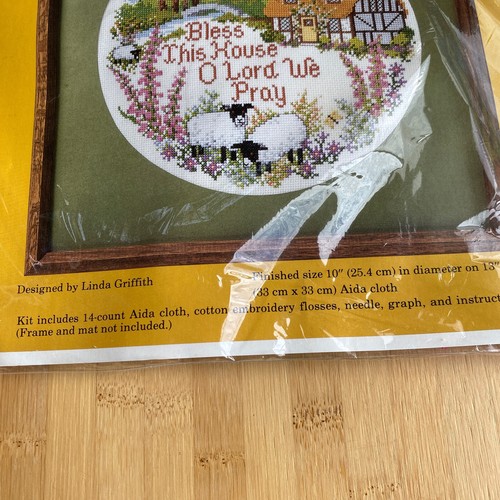 Bless
This House
O Lord We
Pray
Designed by Linda Griffith
Finished size 10" (25.4 cm) in diameter on 13"
(33 cm x 33 cm) Aida cloth
Kit includes 14-count Aida cloth, cotton embroidery flosses, needle, graph, and instruct
(Frame and mat not included.)